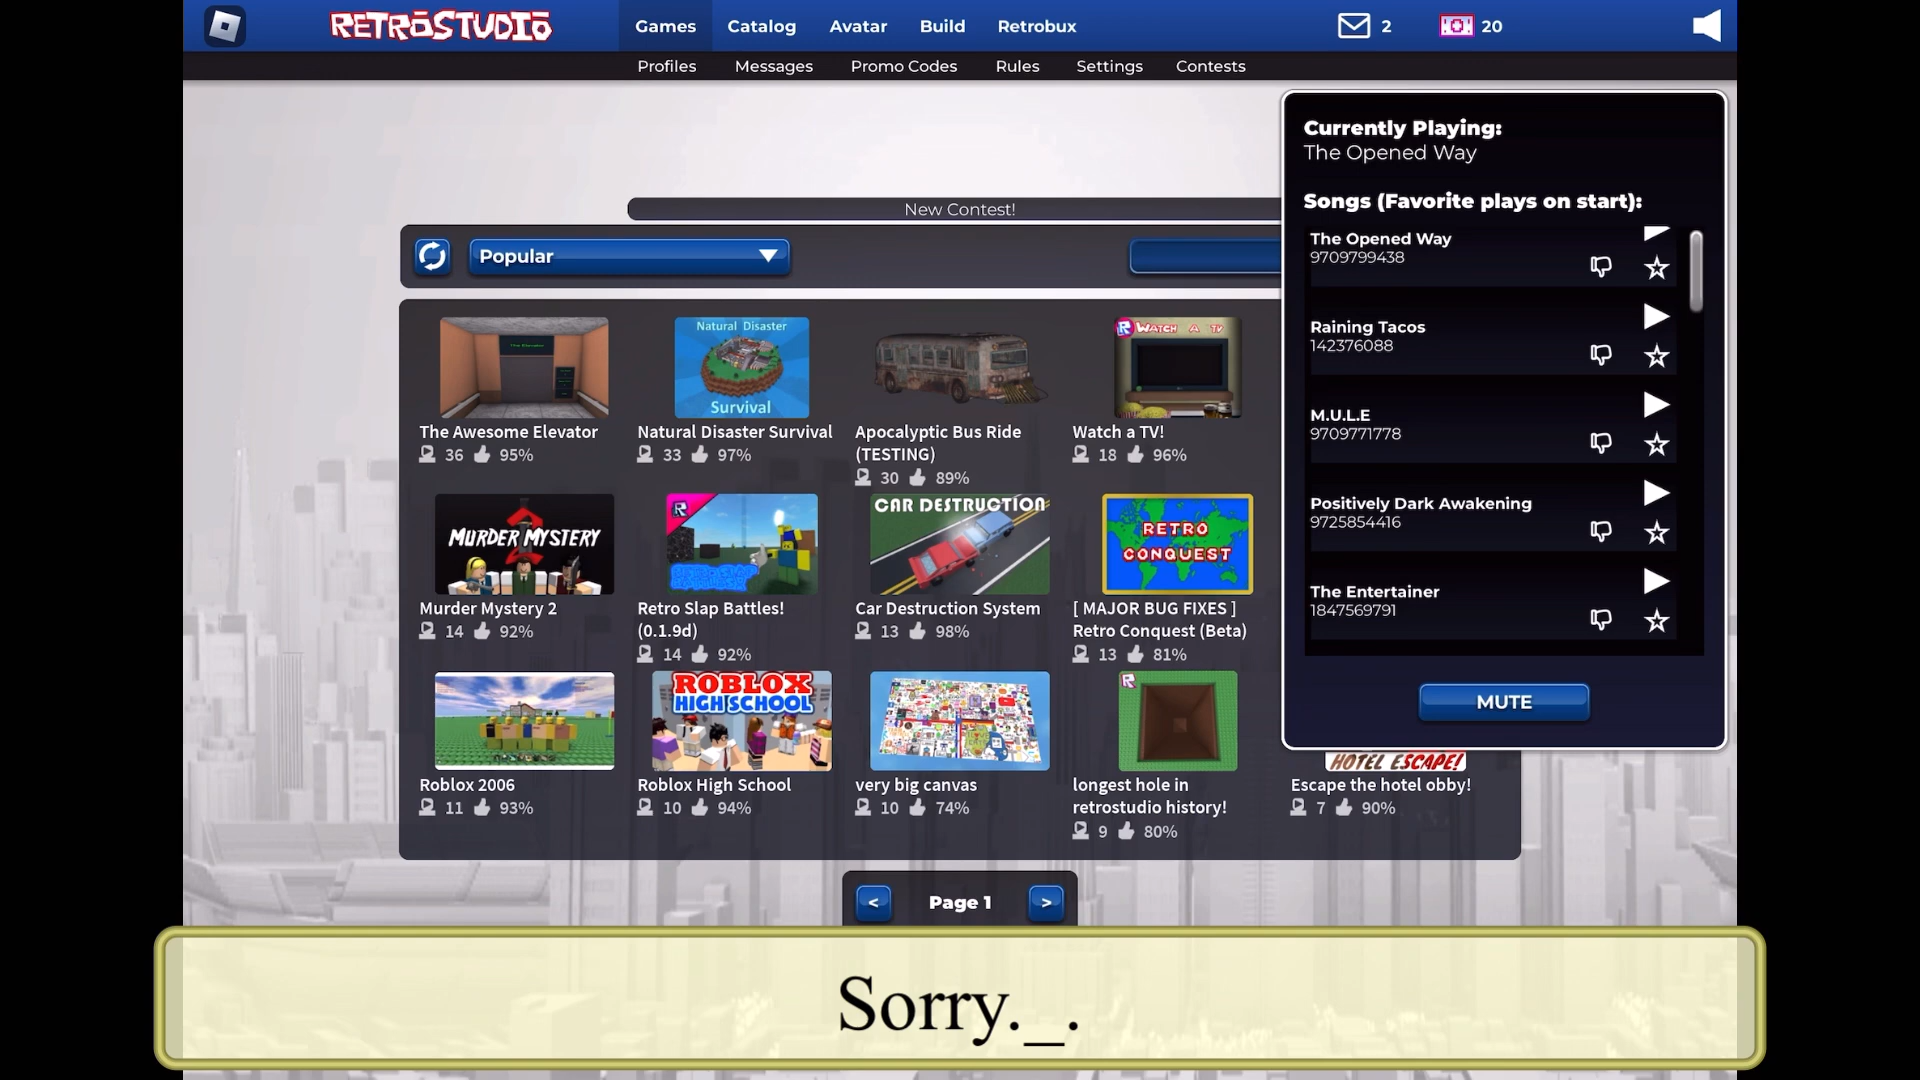 RETROSTUDIO
Games
Catalog
Avatar
Build
Retrobux
2
20
Profiles
Messages
Promo Codes
Rules
Settings
Contests
New Contest!
Popular
Currently Playing:
The Opened Way
Songs (Favorite plays on start):
The Opened Way
9709799438
Raining Tacos
142376088
M.U.L.E
9709771778
Positively Dark Awakening
9725854416
The Entertainer
1847569791
MUTE
Natural Disaster
Survival
WATCH A TV
The Awesome Elevator
36 95%
Natural Disaster Survival
33 97%
Apocalyptic Bus Ride
(TESTING)
30 89%
Watch a TV!
18 96%
MURDER MYSTERY
2
CAR DESTRUCTION
RETRO
CONQUEST
Murder Mystery 2
14 92%
Retro Slap Battles!
(0.1.9d)
14 92%
Car Destruction System
13 98%
[ MAJOR BUG FIXES ]
Retro Conquest (Beta)
13 81%
ROBLOX
HIGH SCHOOL
HOTEL ESCAPE!
Roblox 2006
11 93%
Roblox High School
10 94%
very big canvas
10 74%
longest hole in
retrostudio history!
9 80%
Escape the hotel obby!
7 90%
<
Page 1
>
Sorry._.